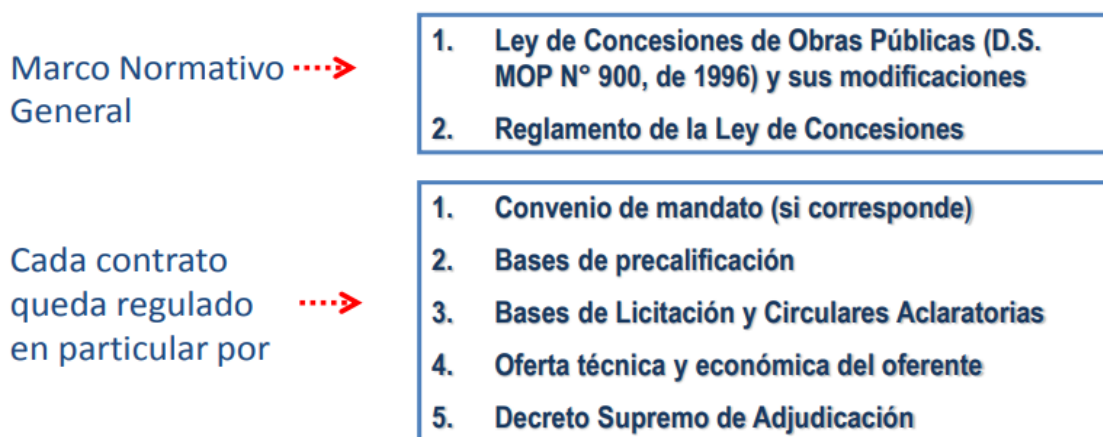 Marco Normativo
General
1. Ley de Concesiones de Obras Públicas (D.S.
MOP N° 900, de 1996) y sus modificaciones
2. Reglamento de la Ley de Concesiones
Cada contrato
queda regulado
en particular por
1. Convenio de mandato (si corresponde)
2. Bases de precalificación
3. Bases de Licitación y Circulares Aclaratorias
4. Oferta técnica y económica del oferente
5. Decreto Supremo de Adjudicación